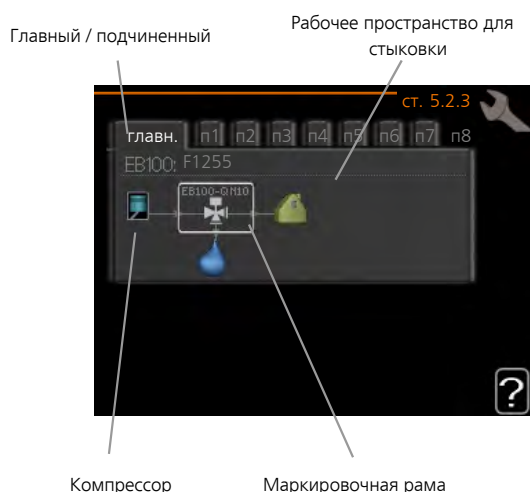 Главный / подчиненный
Рабочее пространство для
стыковки
ст. 5.2.3
главн. п1 п2 п3 п4 п5 п6 п7 п8
EB100: F1255
EB100-QN10
?
Компрессор
Маркировочная рама